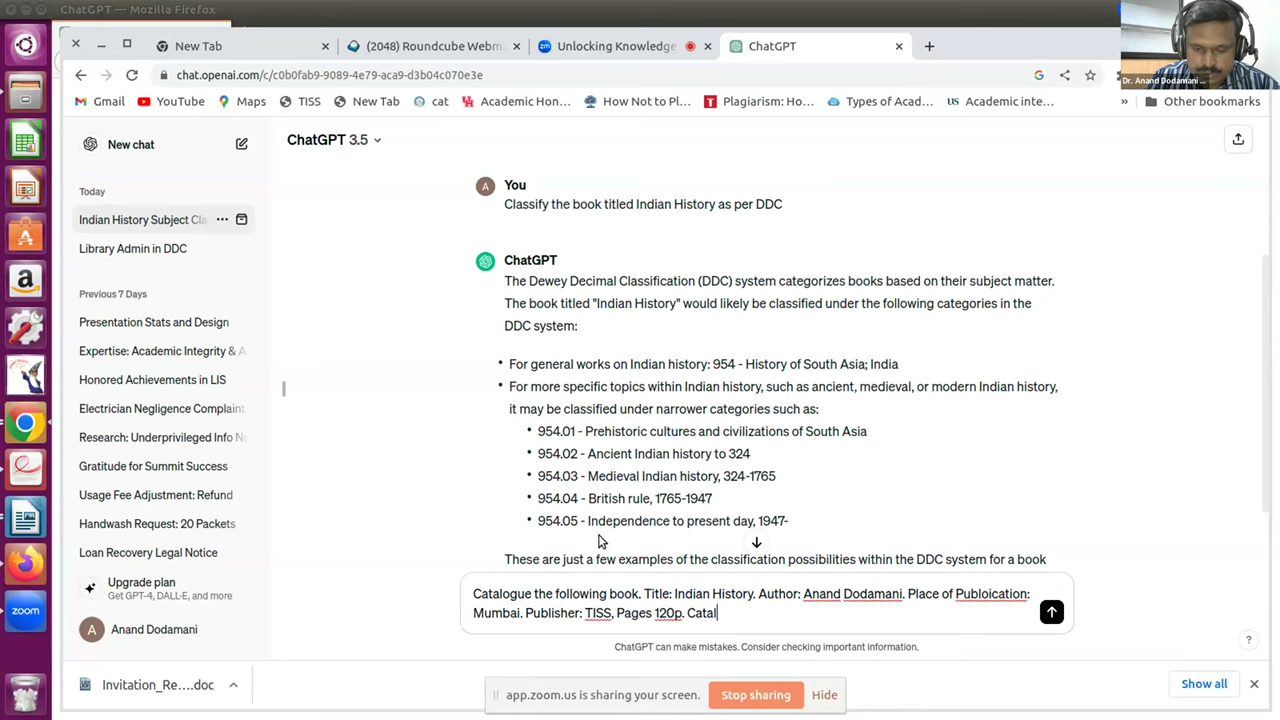 ChatGPT — Mozilla Firefox
New Tab
(2048) Roundcube Webm
Unlocking Knowledge
ChatGPT
chat.openai.com/c/c0b0fab9-9089-4e79-aca9-d3b04c070e3e
Gmail
YouTube
Maps
TISS
New Tab
cat
Academic Hon...
How Not to Pl...
Plagiarism: Ho...
Types of Acad...
Academic inte...
»
Other bookmarks
Dr. Anand Dodamani ...
New chat
Today
Indian History Subject Cla
Library Admin in DDC
Previous 7 Days
Presentation Stats and Design
Expertise: Academic Integrity & A
Honored Achievements in LIS
Electrician Negligence Complaint
Research: Underprivileged Info Ne
Gratitude for Summit Success
Usage Fee Adjustment: Refund
Handwash Request: 20 Packets
Loan Recovery Legal Notice
Upgrade plan
Get GPT-4, DALL·E, and more
A
Anand Dodamani
ChatGPT 3.5
A
You
Classify the book titled Indian History as per DDC
ChatGPT
The Dewey Decimal Classification (DDC) system categorizes books based on their subject matter.
The book titled "Indian History" would likely be classified under the following categories in the
DDC system:
• For general works on Indian history: 954 - History of South Asia; India
• For more specific topics within Indian history, such as ancient, medieval, or modern Indian history,
it may be classified under narrower categories such as:
• 954.01 - Prehistoric cultures and civilizations of South Asia
• 954.02 - Ancient Indian history to 324
• 954.03 - Medieval Indian history, 324-1765
• 954.04 - British rule, 1765-1947
• 954.05 - Independence to present day, 1947-
These are just a few examples of the classification possibilities within the DDC system for a book
Catalogue the following book. Title: Indian History. Author: Anand Dodamani. Place of Publoication:
Mumbai. Publisher: TISS, Pages 120p. Catal
ChatGPT can make mistakes. Consider checking important information.
?
Invitation_Re....doc
app.zoom.us is sharing your screen.
Stop sharing
Hide
Show all
zoom